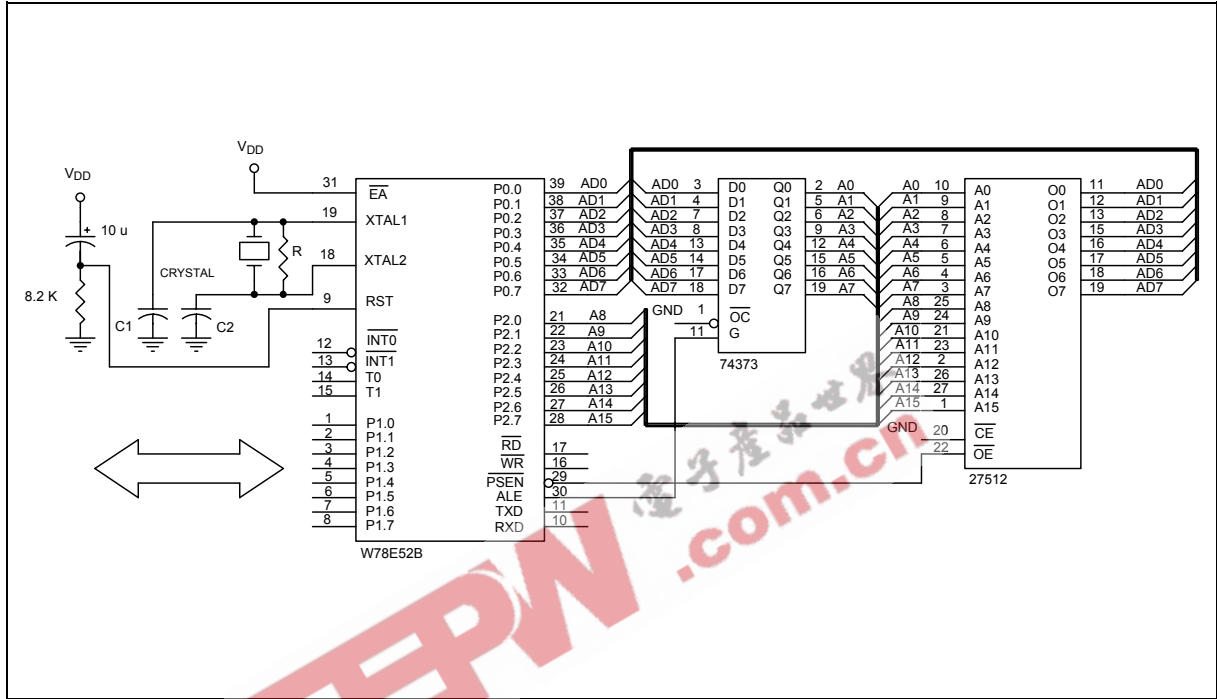 VDD
10 u
8.2 K
VDD
CRYSTAL
R
C1
C2
31 EA
19 XTAL1
18 XTAL2
9 RST
12 INT0
13 INT1
14 T0
15 T1
1 P1.0
2 P1.1
3 P1.2
4 P1.3
5 P1.4
6 P1.5
7 P1.6
8 P1.7
P0.0 39 AD0
P0.1 38 AD1
P0.2 37 AD2
P0.3 36 AD3
P0.4 35 AD4
P0.5 34 AD5
P0.6 33 AD6
P0.7 32 AD7
P2.0 21 A8
P2.1 22 A9
P2.2 23 A10
P2.3 24 A11
P2.4 25 A12
P2.5 26 A13
P2.6 27 A14
P2.7 28 A15
RD 17
WR 16
PSEN 29
ALE 30
TXD 11
RXD 10
W78E52B
AD0 3 D0 Q0 2 A0
AD1 4 D1 Q1 5 A1
AD2 7 D2 Q2 6 A2
AD3 8 D3 Q3 9 A3
AD4 13 D4 Q4 12 A4
AD5 14 D5 Q5 15 A5
AD6 17 D6 Q6 16 A6
AD7 18 D7 Q7 19 A7
GND 1 OC
11 G
74373
A0 10 A0 O0 11 AD0
A1 9 A1 O1 12 AD1
A2 8 A2 O2 13 AD2
A3 7 A3 O3 15 AD3
A4 6 A4 O4 16 AD4
A5 5 A5 O5 17 AD5
A6 4 A6 O6 18 AD6
A7 3 A7 O7 19 AD7
A8 25 A8
A9 24 A9
A10 21 A10
A11 23 A11
A12 2 A12
A13 26 A13
A14 27 A14
A15 1 A15
GND 20 CE
22 OE
27512
電子產品世界
.com.cn
EEPW